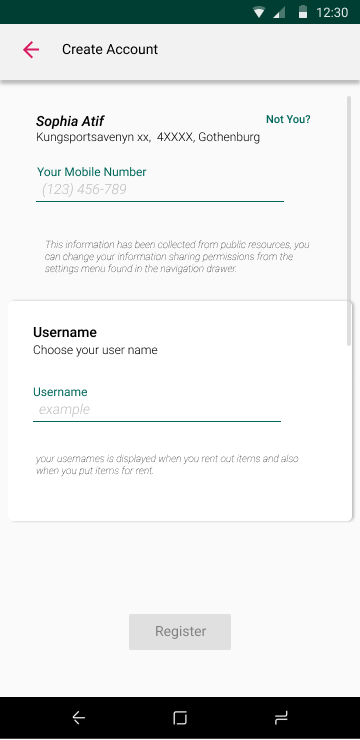 12:30
Create Account
Sophia Atif
Not You?
Kungsportsavenyn xx, 4XXXX, Gothenburg
Your Mobile Number
(123) 456-789
This information has been collected from public resources, you
can change your information sharing permissions from the
settings menu found in the navigation drawer.
Username
Choose your user name
Username
example
your usernames is displayed when you rent out items and also
when you put items for rent.
Register